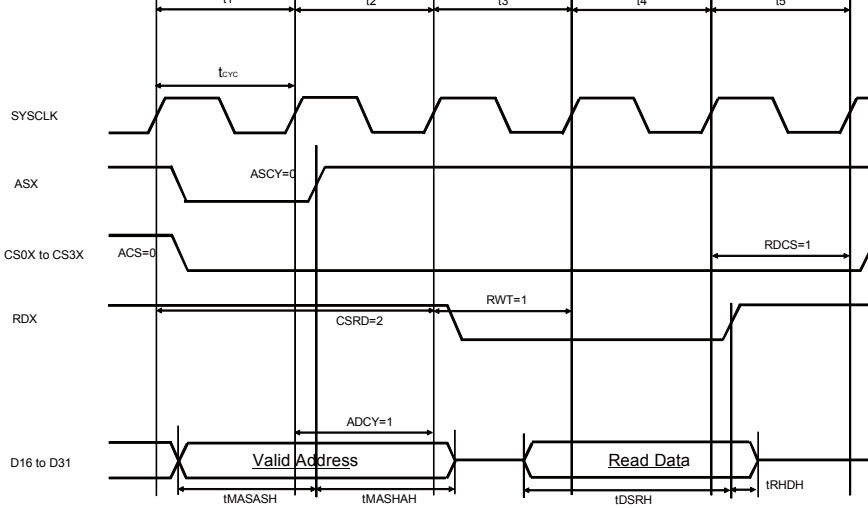 t1 t2 t3 t4 t5
tCYC
SYSCLK
ASX ASCY=0
CS0X to CS3X ACS=0 RDCS=1
RDX CSRD=2 RWT=1
ADCY=1
D16 to D31 Valid Address Read Data
tMASASH tMASHAH tDSRH tRHDH